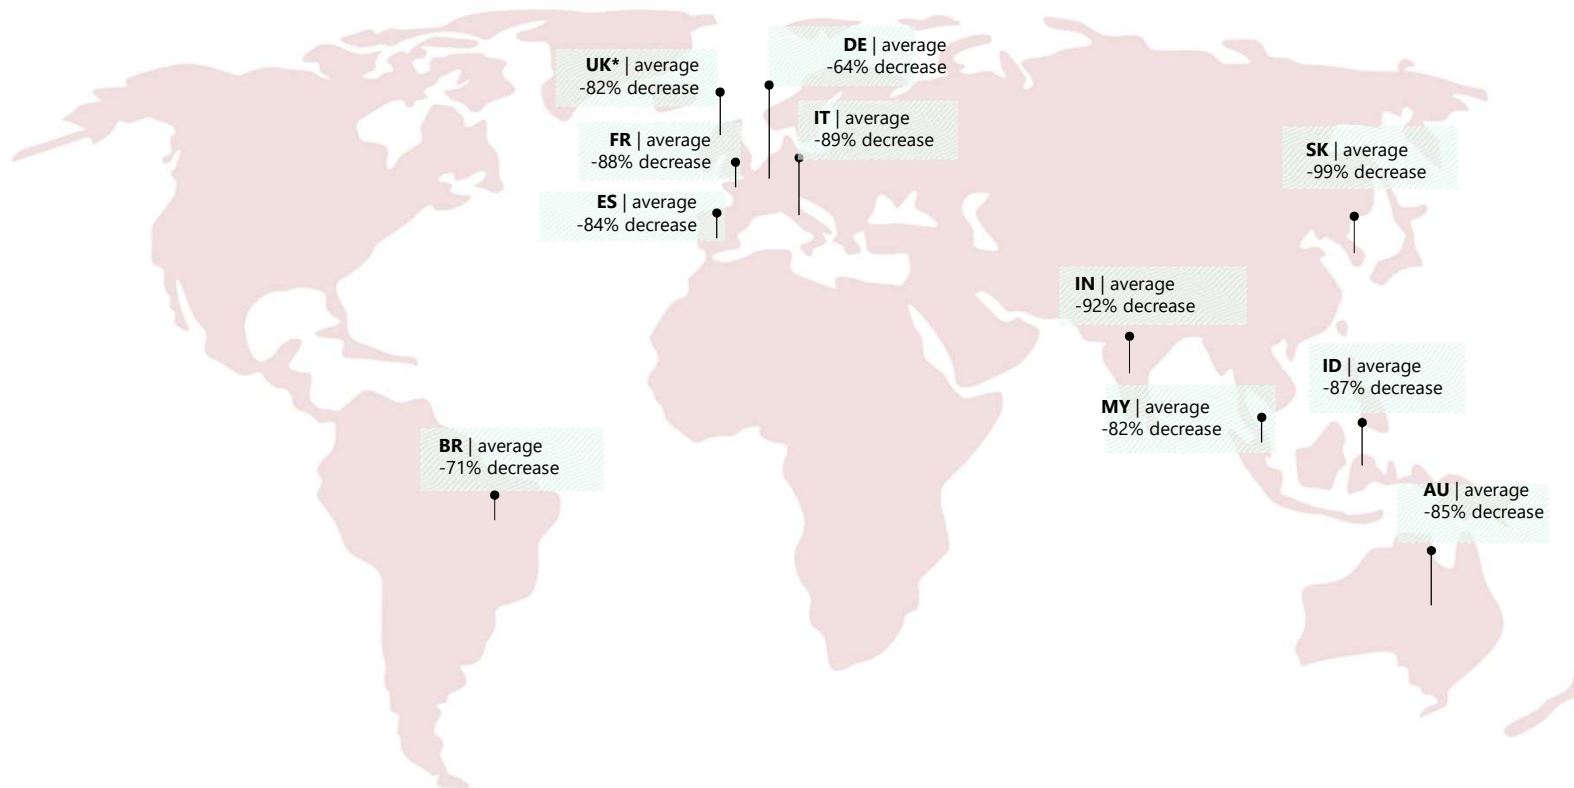 UK* | average
-82% decrease
DE | average
-64% decrease
FR | average
-88% decrease
IT | average
-89% decrease
ES | average
-84% decrease
SK | average
-99% decrease
IN | average
-92% decrease
ID | average
-87% decrease
MY | average
-82% decrease
BR | average
-71% decrease
AU | average
-85% decrease